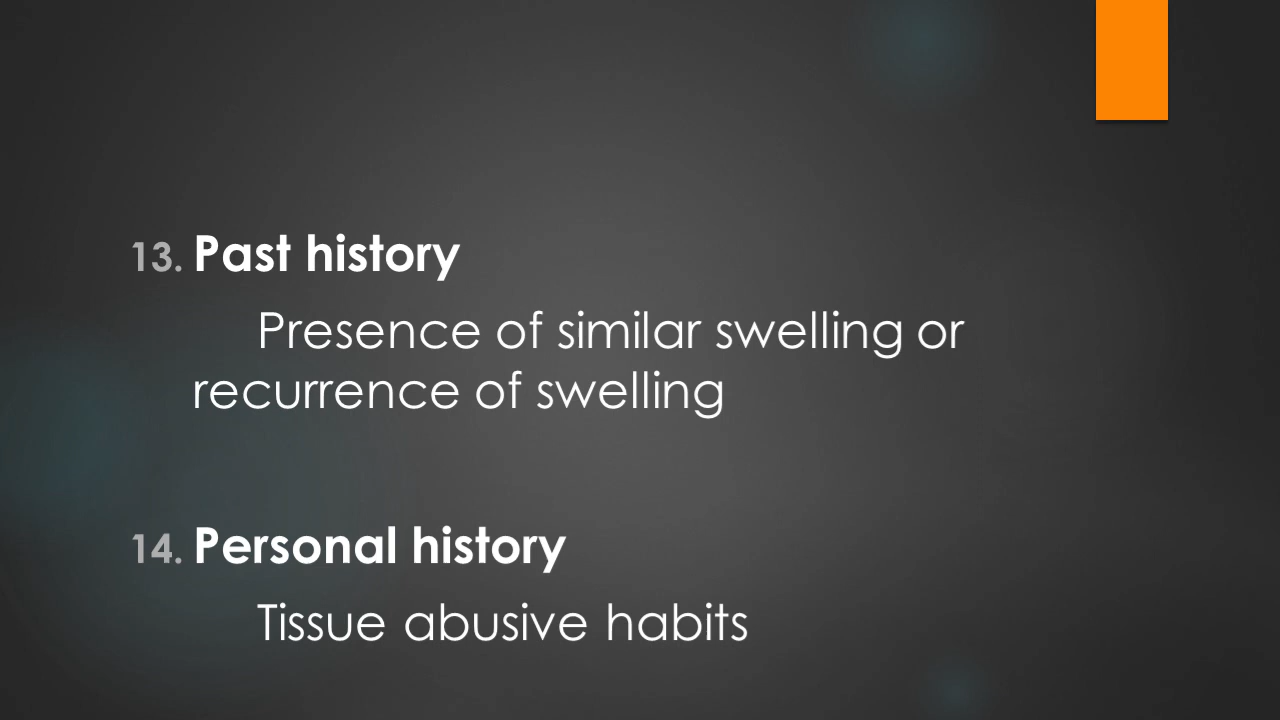 13. Past history
Presence of similar swelling or
recurrence of swelling
14. Personal history
Tissue abusive habits